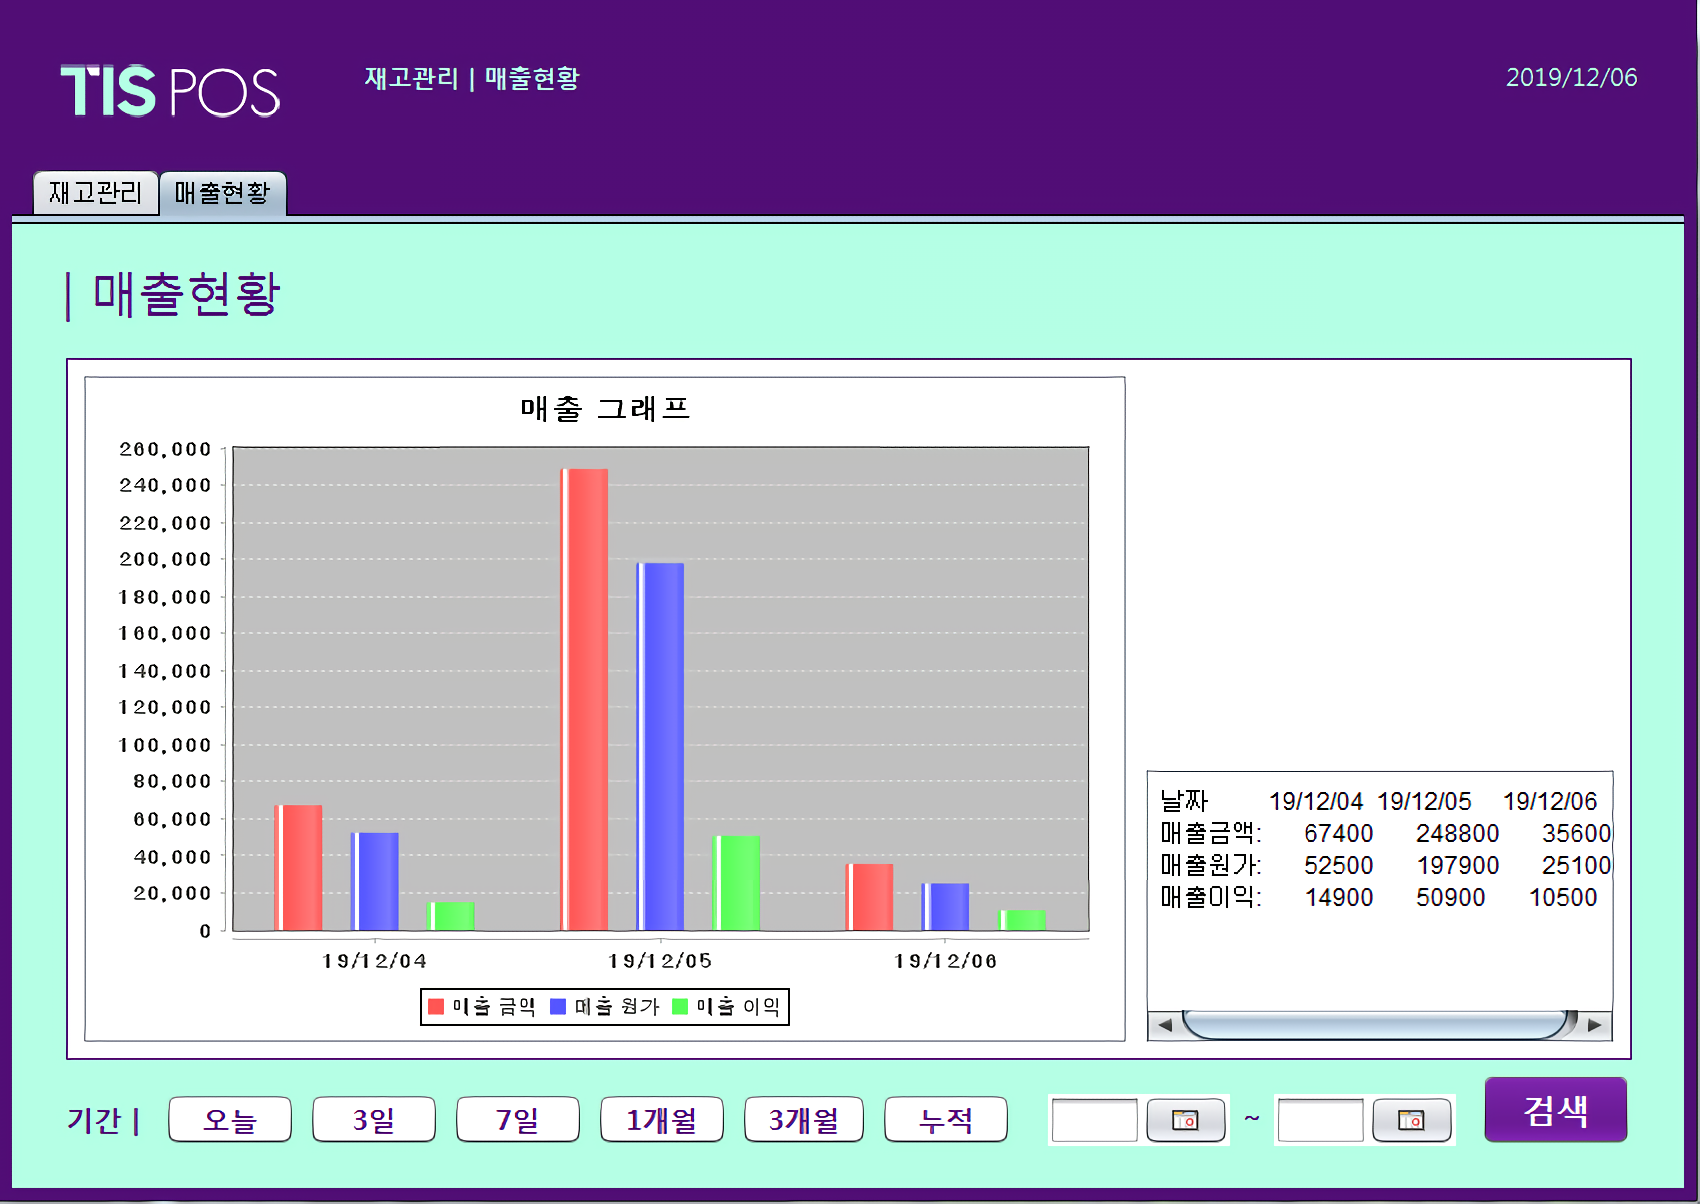 TIS POS
재고관리 | 매출현황
2019/12/06
재고관리 매출현황
| 매출현황
매출 그래프
260,000
240,000
220,000
200,000
180,000
160,000
140,000
120,000
100,000
80,000
60,000
40,000
20,000
0
19/12/04 19/12/05 19/12/06
매출 금액 매출 원가 매출 이익
날짜 19/12/04 19/12/05 19/12/06
매출금액: 67400 248800 35600
매출원가: 52500 197900 25100
매출이익: 14900 50900 10500
기간 | 오늘 3일 7일 1개월 3개월 누적 ~ 검색